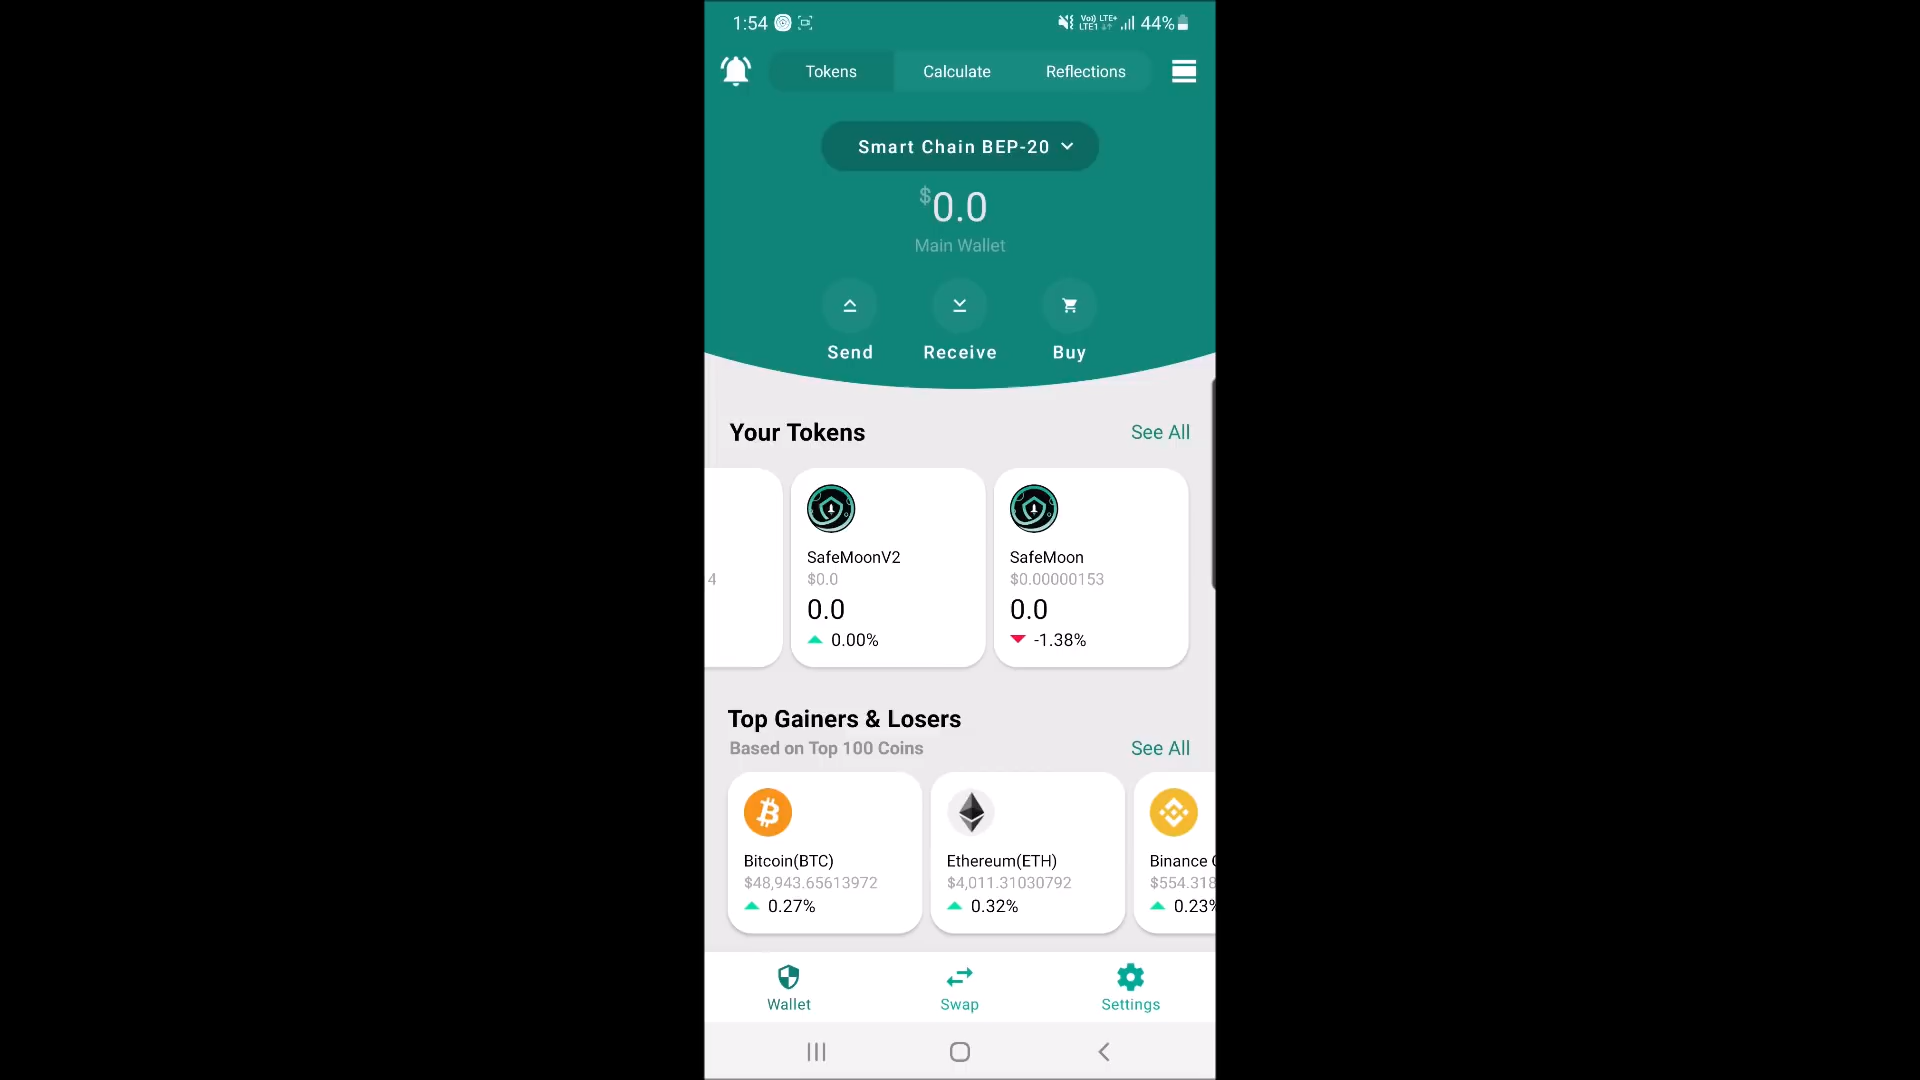 1:54
Vo)) LTE+
LTE1
44%
Tokens
Calculate
Reflections
Smart Chain BEP-20
$0.0
Main Wallet
Send
Receive
Buy
Your Tokens
See All
4
SafeMoonV2
$0.0
0.0
0.00%
SafeMoon
$0.00000153
0.0
-1.38%
Top Gainers & Losers
Based on Top 100 Coins
See All
Bitcoin(BTC)
$48,943.65613972
0.27%
Ethereum(ETH)
$4,011.31030792
0.32%
Binance
$554.318
0.23%
Wallet
Swap
Settings